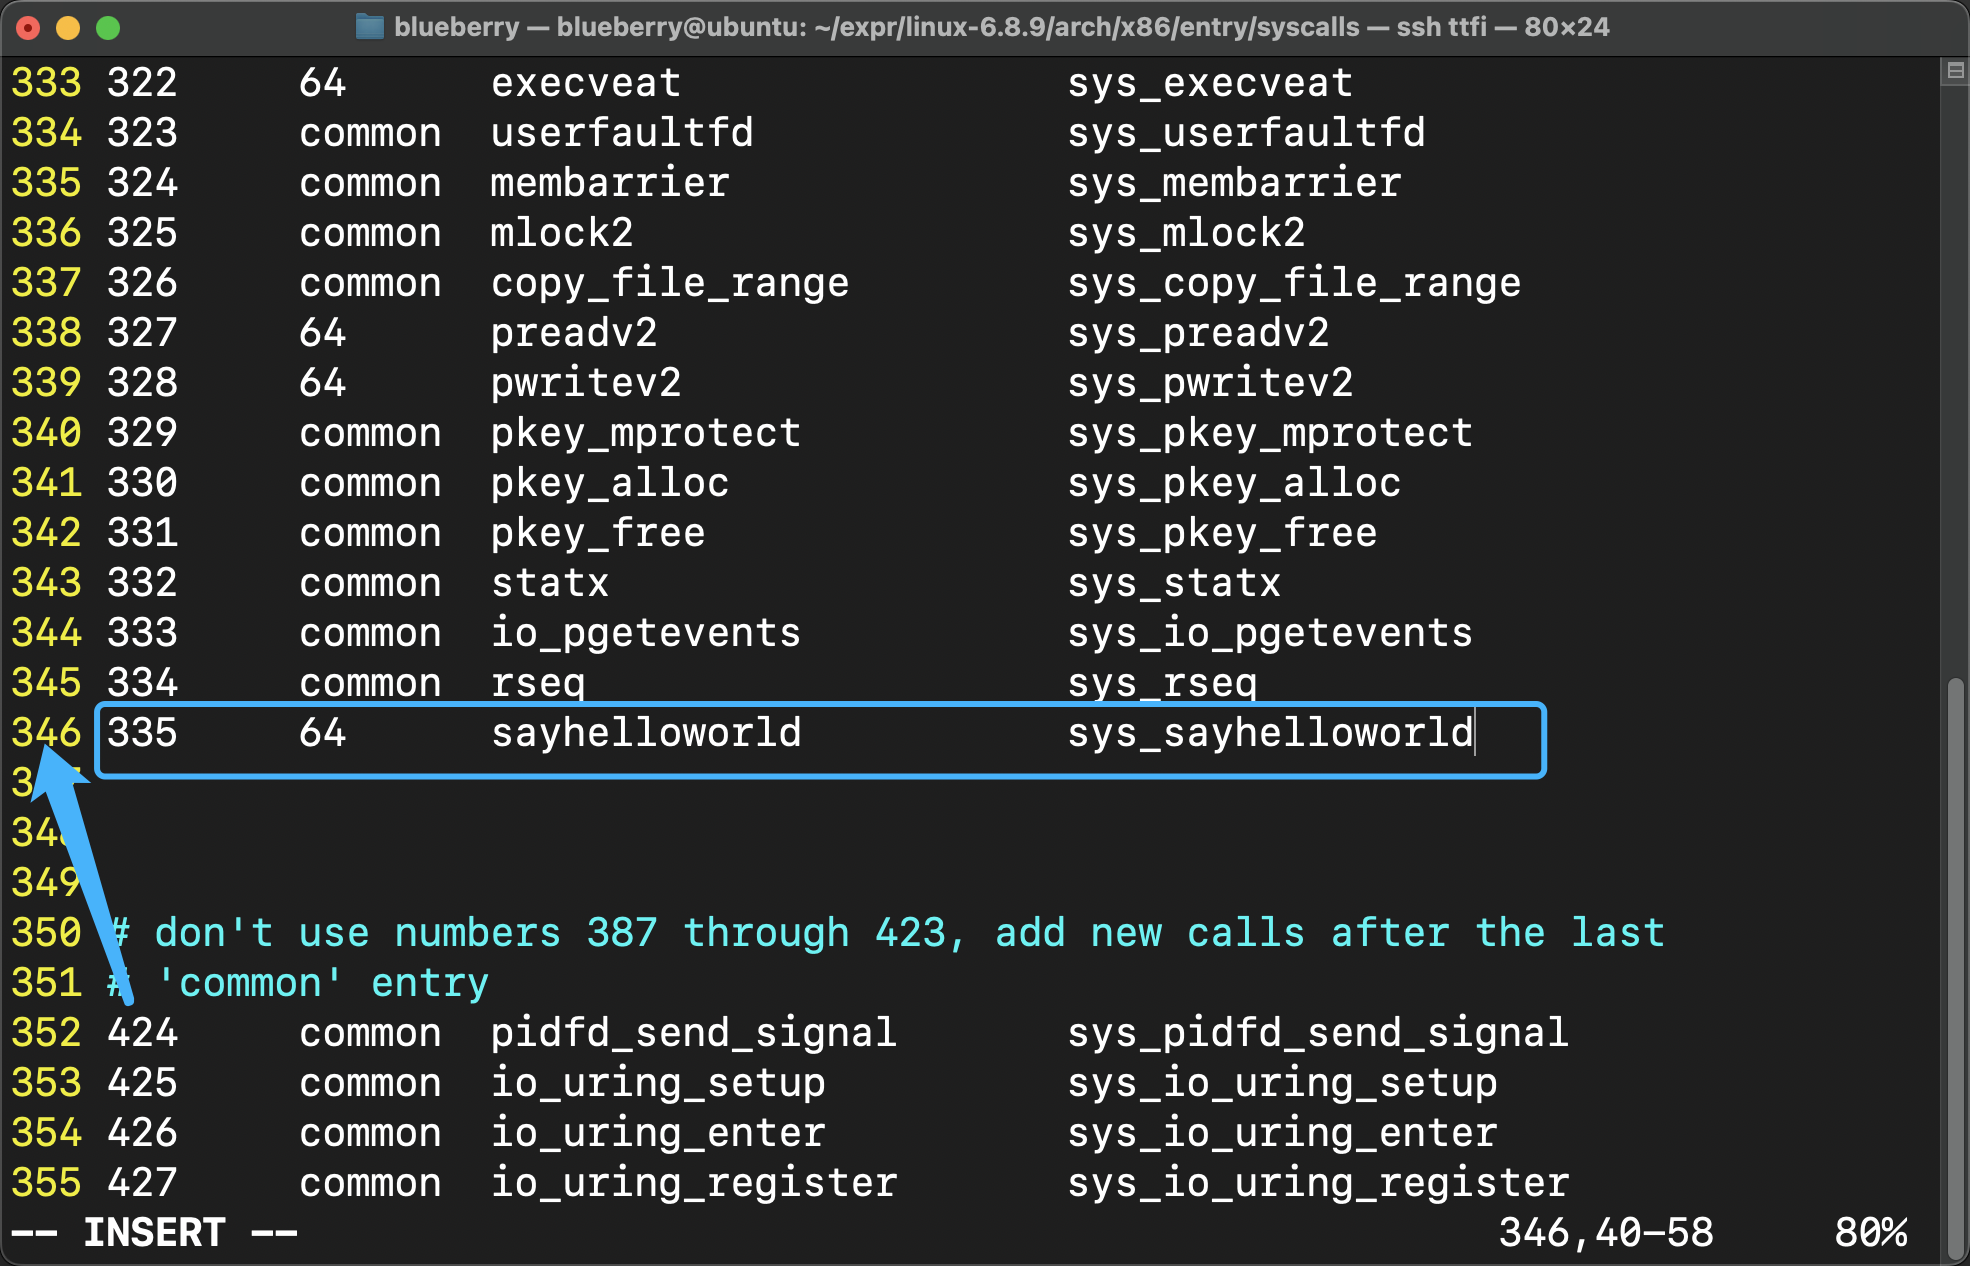 blueberry — blueberry@ubuntu: ~/expr/linux-6.8.9/arch/x86/entry/syscalls — ssh ttfi — 80×24
333 322 64 execveat sys_execveat
334 323 common userfaultfd sys_userfaultfd
335 324 common membarrier sys_membarrier
336 325 common mlock2 sys_mlock2
337 326 common copy_file_range sys_copy_file_range
338 327 64 preadv2 sys_preadv2
339 328 64 pwritev2 sys_pwritev2
340 329 common pkey_mprotect sys_pkey_mprotect
341 330 common pkey_alloc sys_pkey_alloc
342 331 common pkey_free sys_pkey_free
343 332 common statx sys_statx
344 333 common io_pgetevents sys_io_pgetevents
345 334 common rseq sys_rseq
346 335 64 sayhelloworld sys_sayhelloworld
348
349
350 # don't use numbers 387 through 423, add new calls after the last
351 # 'common' entry
352 424 common pidfd_send_signal sys_pidfd_send_signal
353 425 common io_uring_setup sys_io_uring_setup
354 426 common io_uring_enter sys_io_uring_enter
355 427 common io_uring_register sys_io_uring_register
-- INSERT -- 346,40-58 80%